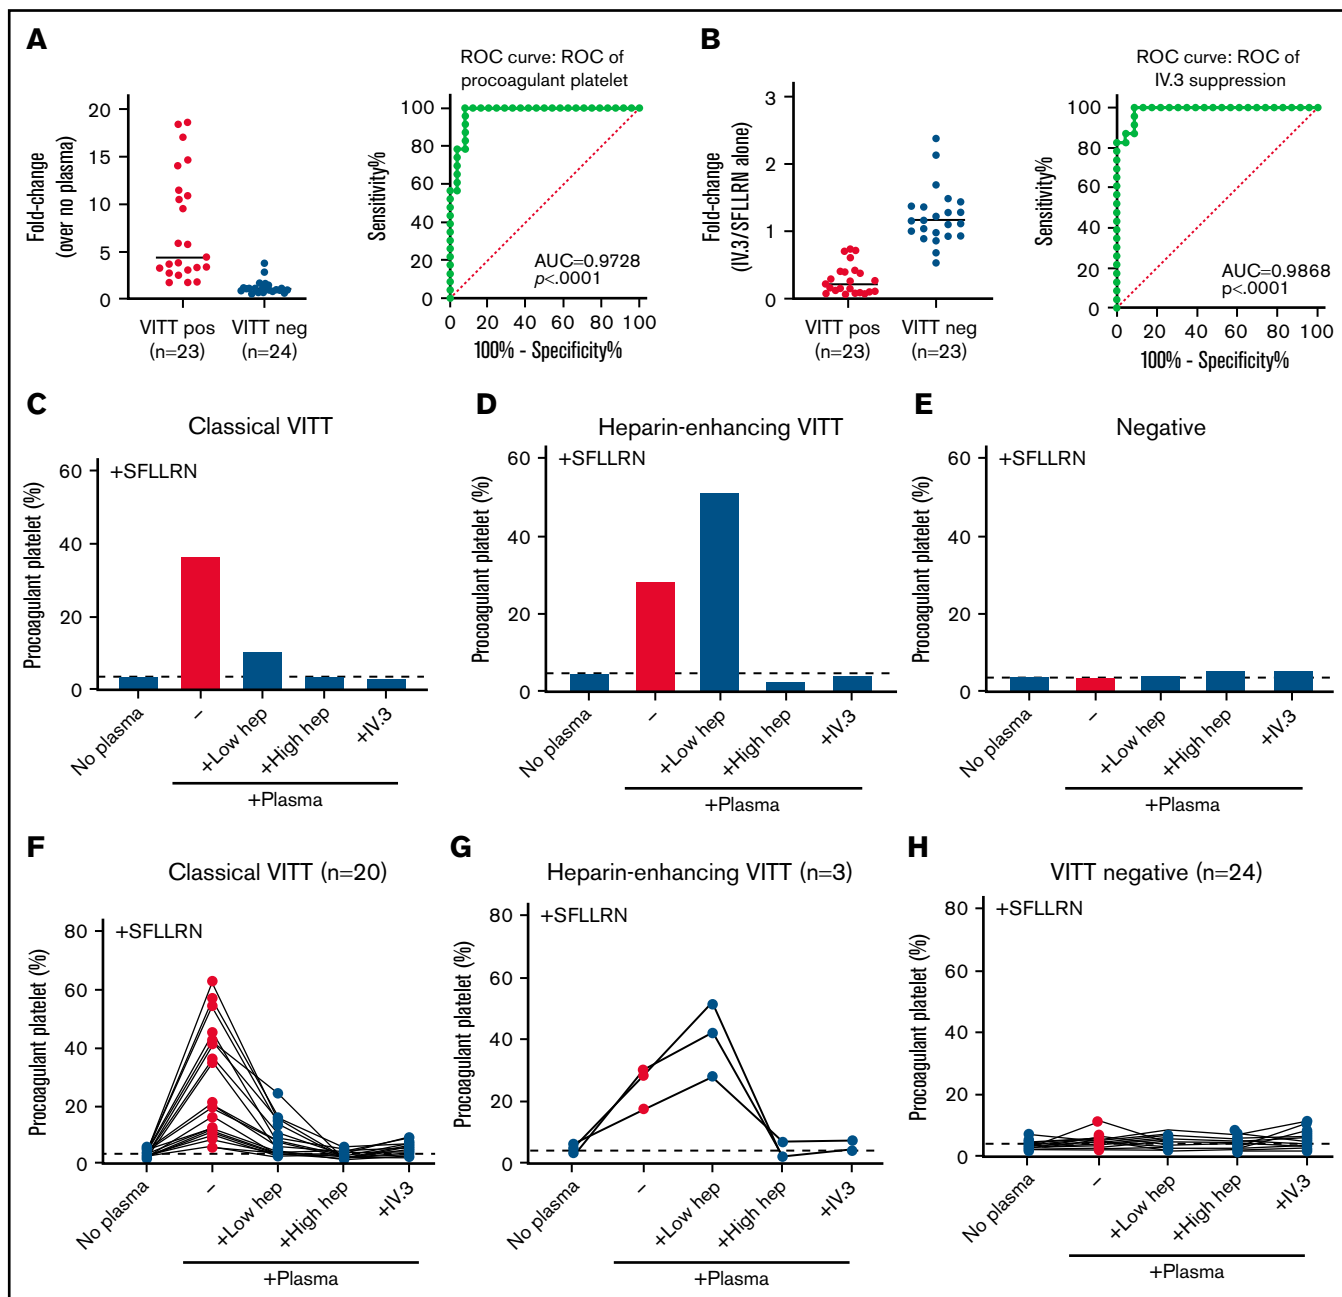 A
ROC curve: ROC of
procoagulant platelet
Fold-change
(over no plasma)
20
15
10
5
0
VITT pos
(n=23)
VITT neg
(n=24)
Sensitivity%
100
80
60
40
20
0
AUC=0.9728
p<.0001
0 20 40 60 80 100
100% - Specificity%
B
ROC curve: ROC of
IV.3 suppression
Fold-change
(IV.3/SFLLRN alone)
3
2
1
0
VITT pos
(n=23)
VITT neg
(n=23)
Sensitivity%
100
80
60
40
20
0
AUC=0.9868
p<.0001
0 20 40 60 80 100
100% - Specificity%
C
Classical VITT
+SFLLRN
Procoagulant platelet (%)
60
40
20
0
No plasma
–
+Low hep
+High hep
+IV.3
+Plasma
D
Heparin-enhancing VITT
+SFLLRN
Procoagulant platelet (%)
60
40
20
0
No plasma
–
+Low hep
+High hep
+IV.3
+Plasma
E
Negative
+SFLLRN
Procoagulant platelet (%)
60
40
20
0
No plasma
–
+Low hep
+High hep
+IV.3
+Plasma
F
Classical VITT (n=20)
+SFLLRN
Procoagulant platelet (%)
80
60
40
20
0
No plasma
–
+Low hep
+High hep
+IV.3
+Plasma
G
Heparin-enhancing VITT (n=3)
+SFLLRN
Procoagulant platelet (%)
80
60
40
20
0
No plasma
–
+Low hep
+High hep
+IV.3
+Plasma
H
VITT negative (n=24)
+SFLLRN
Procoagulant platelet (%)
80
60
40
20
0
No plasma
–
+Low hep
+High hep
+IV.3
+Plasma